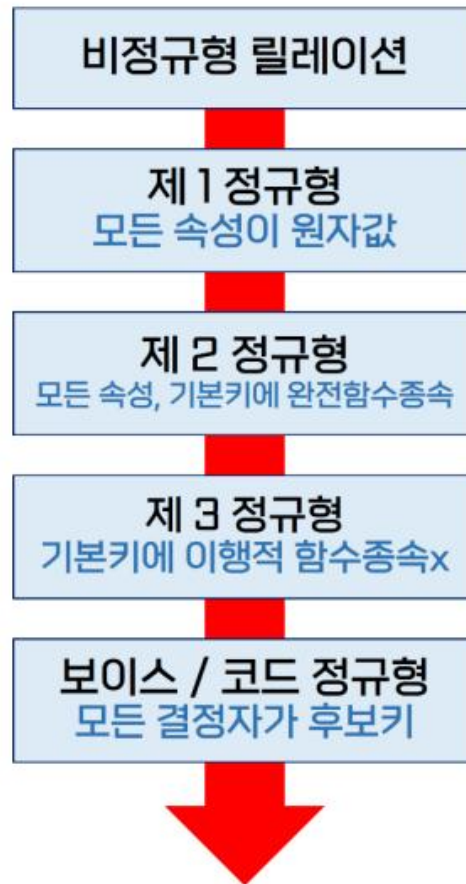 비정규형 릴레이션
제 1 정규형
모든 속성이 원자값
제 2 정규형
모든 속성, 기본키에 완전함수종속
제 3 정규형
기본키에 이행적 함수종속x
보이스 / 코드 정규형
모든 결정자가 후보키